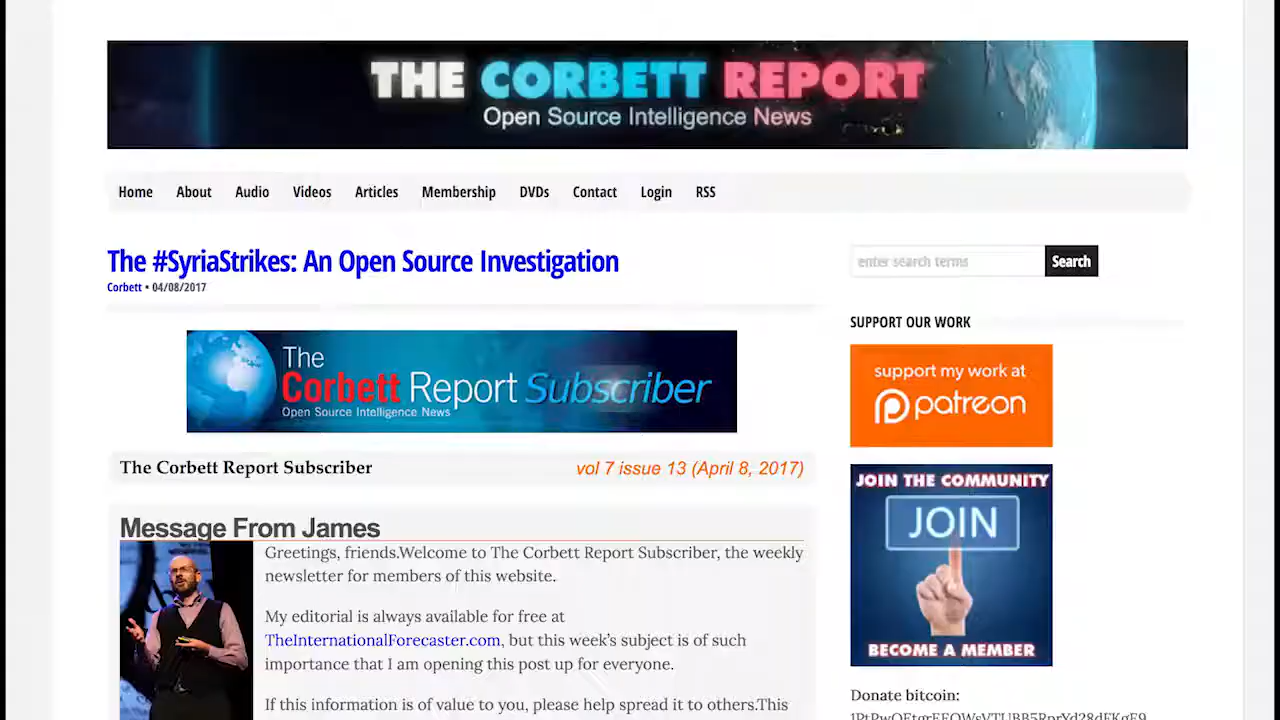 THE CORBETT REPORT
Open Source Intelligence News
Home About Audio Videos Articles Membership DVDs Contact Login RSS
The #SyriaStrikes: An Open Source Investigation
Corbett • 04/08/2017
enter search terms Search
The
Corbett Report Subscriber
Open Source Intelligence News
SUPPORT OUR WORK
support my work at
patreon
The Corbett Report Subscriber vol 7 issue 13 (April 8, 2017)
JOIN THE COMMUNITY
JOIN
BECOME A MEMBER
Message From James
Greetings, friends.Welcome to The Corbett Report Subscriber, the weekly
newsletter for members of this website.
My editorial is always available for free at
TheInternationalForecaster.com, but this week's subject is of such
importance that I am opening this post up for everyone.
If this information is of value to you, please help spread it to others.This
Donate bitcoin: